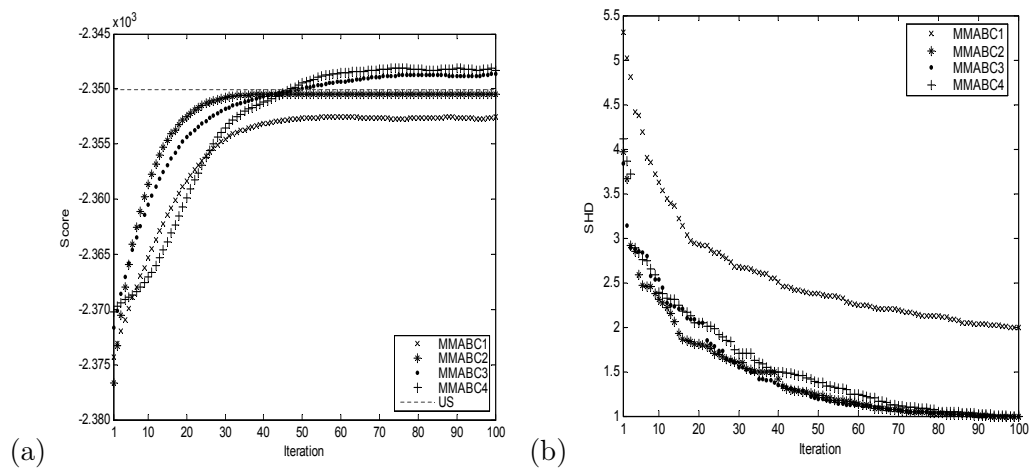 ×10³
-2.345
-2.350
-2.355
-2.360
-2.365
-2.370
-2.375
-2.380
Score
1 10 20 30 40 50 60 70 80 90 100
Iteration
MMABC1
MMABC2
MMABC3
MMABC4
US
(a)
5.5
5
4.5
4
3.5
3
2.5
2
1.5
1
SHD
1 10 20 30 40 50 60 70 80 90 100
Iteration
MMABC1
MMABC2
MMABC3
MMABC4
(b)